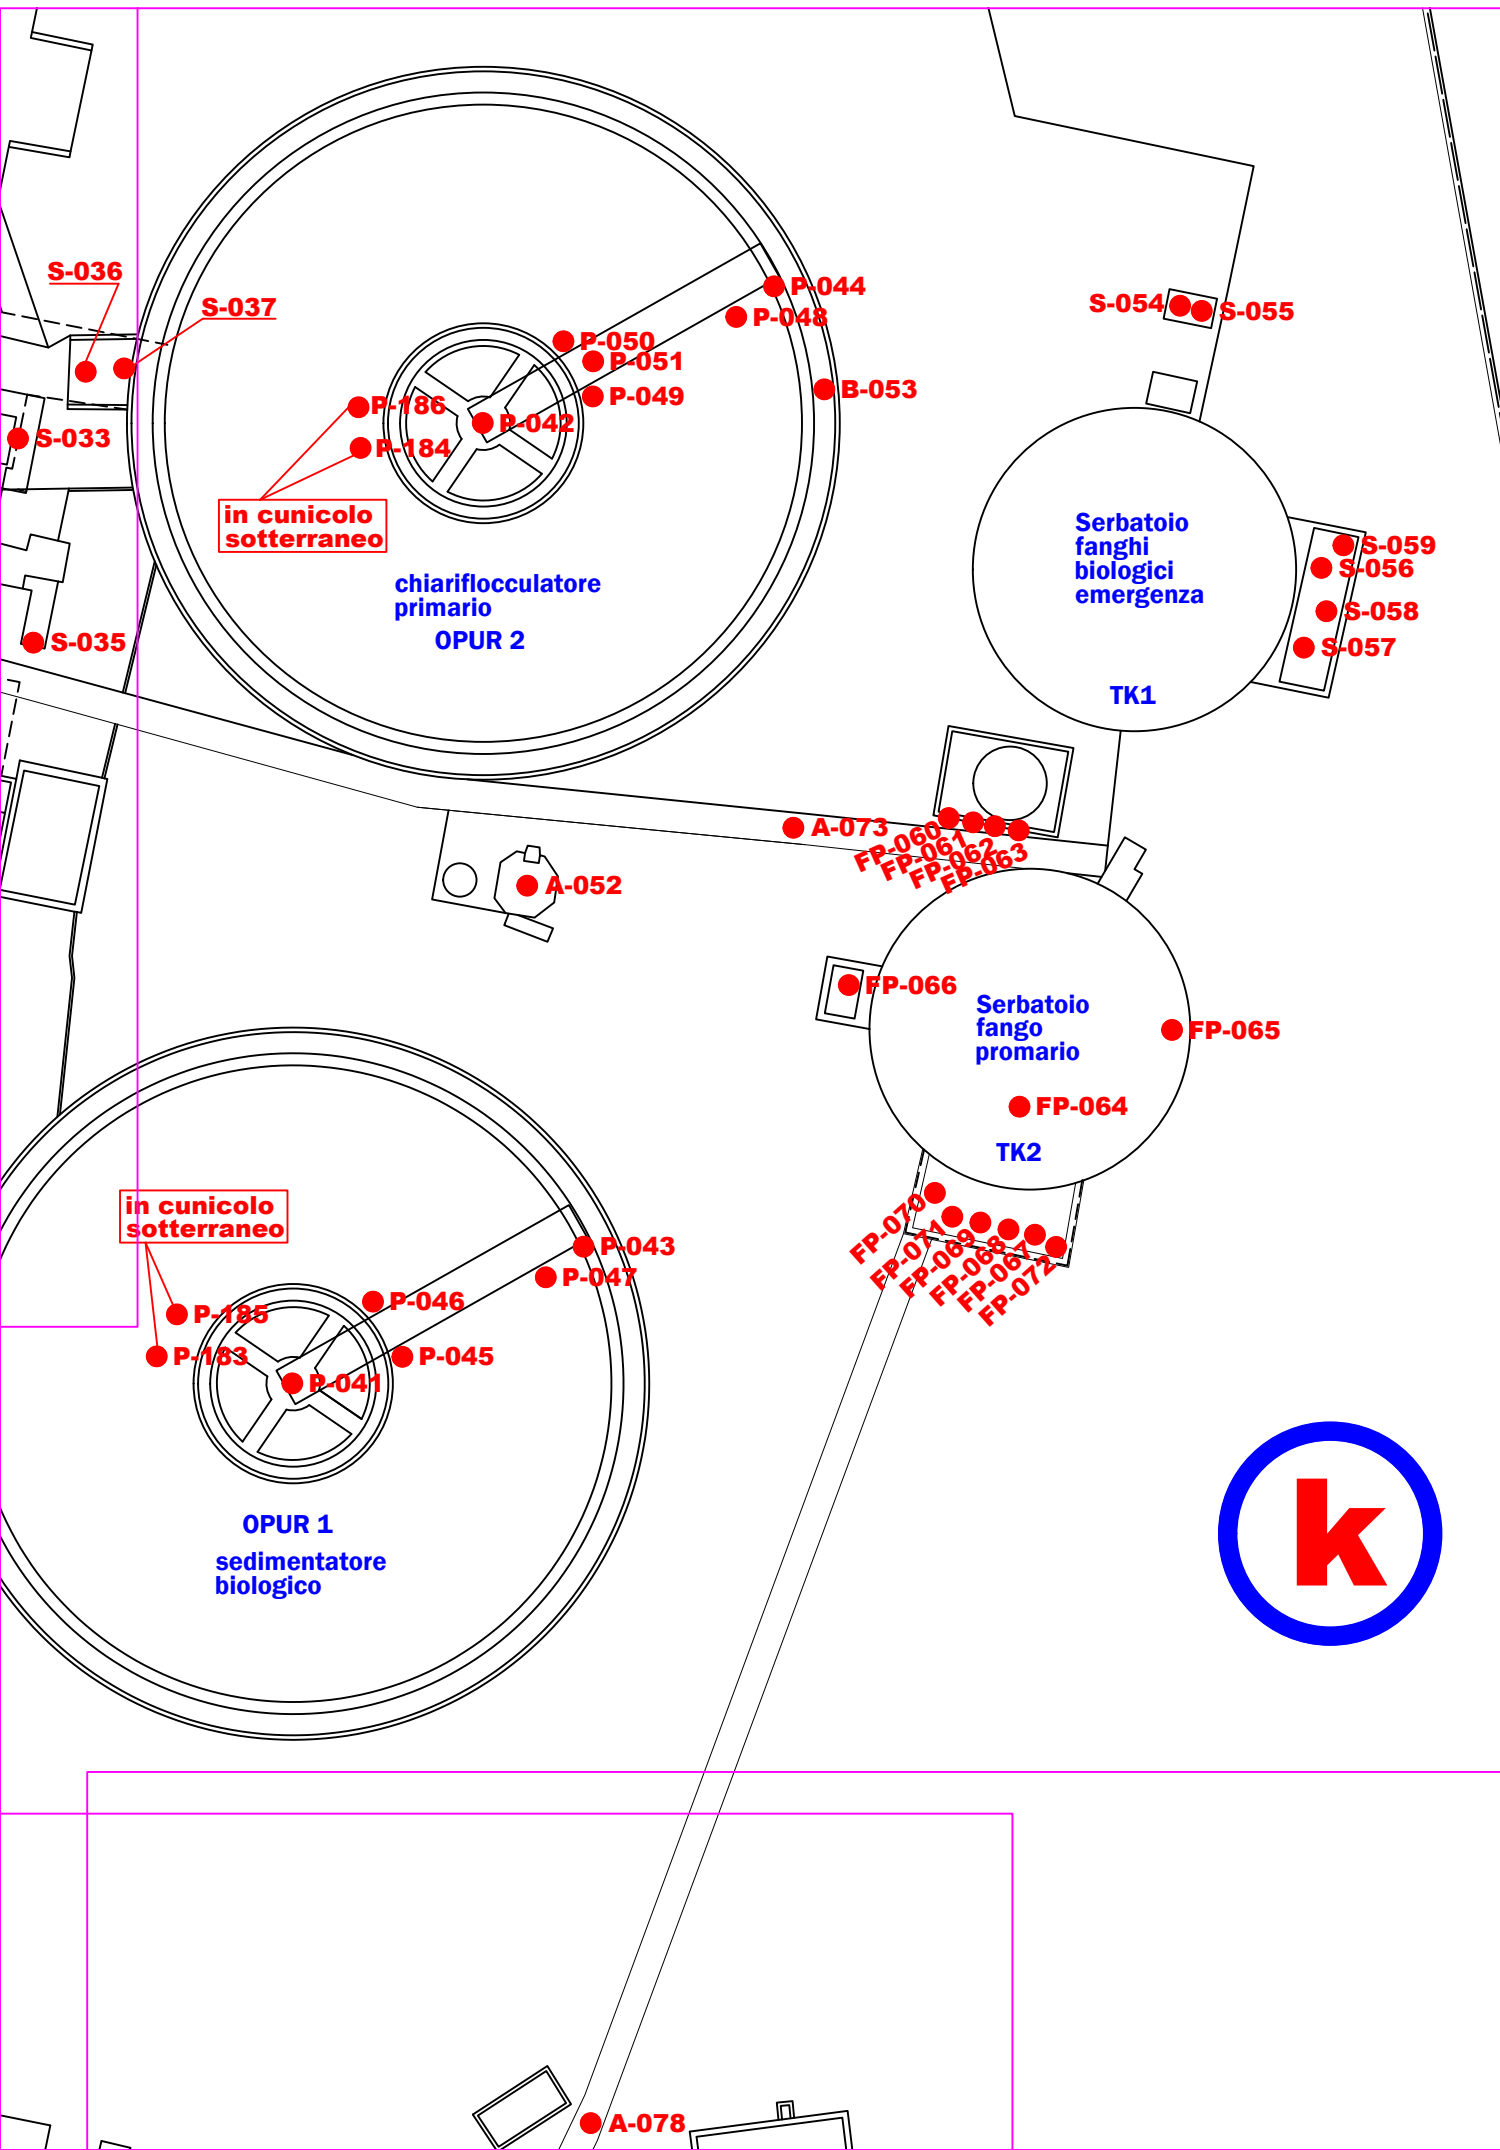 S-036
S-037
P-044
P-048
S-054
S-055
P-050
P-051
P-049
B-053
P-186
P-042
S-033
P-184
in cunicolo
sotterraneo
Serbatoio
fanghi
biologici
emergenza
S-059
S-056
S-058
S-057
chiariflocculatore
primario
OPUR 2
S-035
TK1
A-073
FP-060
FP-061
FP-062
FP-063
A-052
FP-066
Serbatoio
fango
promario
FP-065
FP-064
TK2
in cunicolo
sotterraneo
FP-070
FP-071
FP-069
FP-068
FP-067
FP-072
P-043
P-047
P-046
P-185
P-183
P-045
P-041
OPUR 1
sedimentatore
biologico
k
A-078